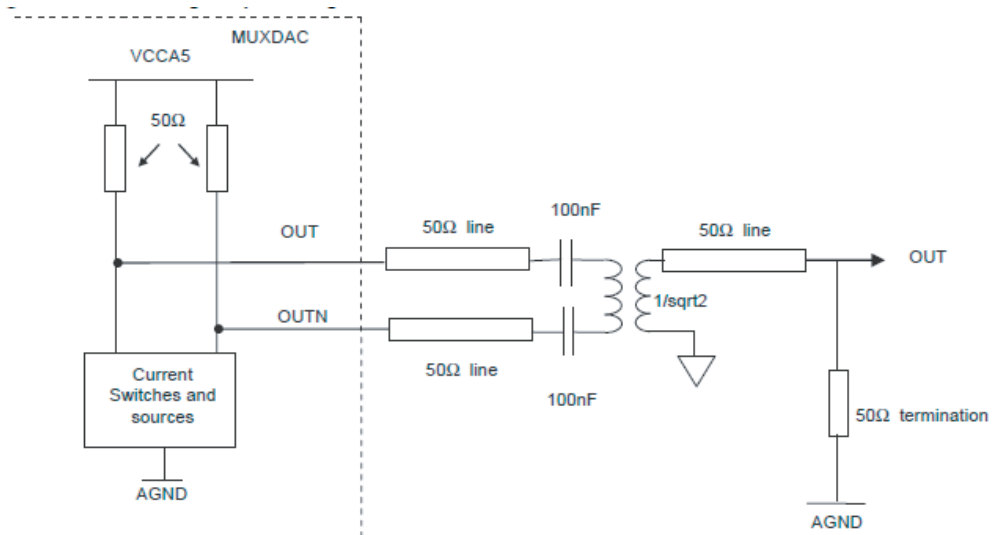 MUXDAC
VCCA5
50Ω
OUT
50Ω line
100nF
50Ω line
OUT
1/sqrt2
OUTN
50Ω line
100nF
Current
Switches and
sources
50Ω termination
AGND
AGND